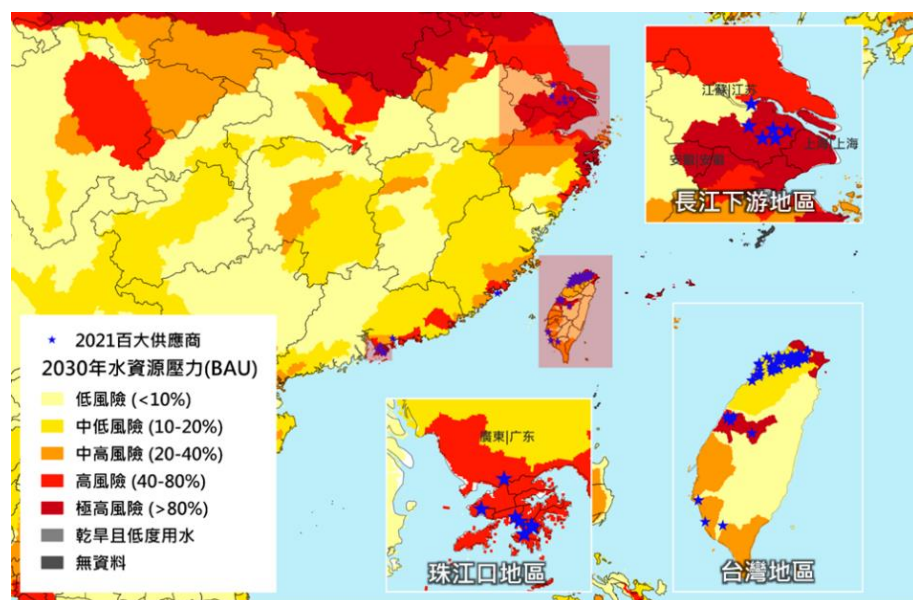 江蘇|江苏
上海|上海
安徽|安徽
長江下游地區
★ 2021百大供應商
2030年水資源壓力(BAU)
低風險 (<10%)
中低風險 (10-20%)
中高風險 (20-40%)
高風險 (40-80%)
極高風險 (>80%)
乾旱且低度用水
無資料
廣東|广东
珠江口地區
台灣地區